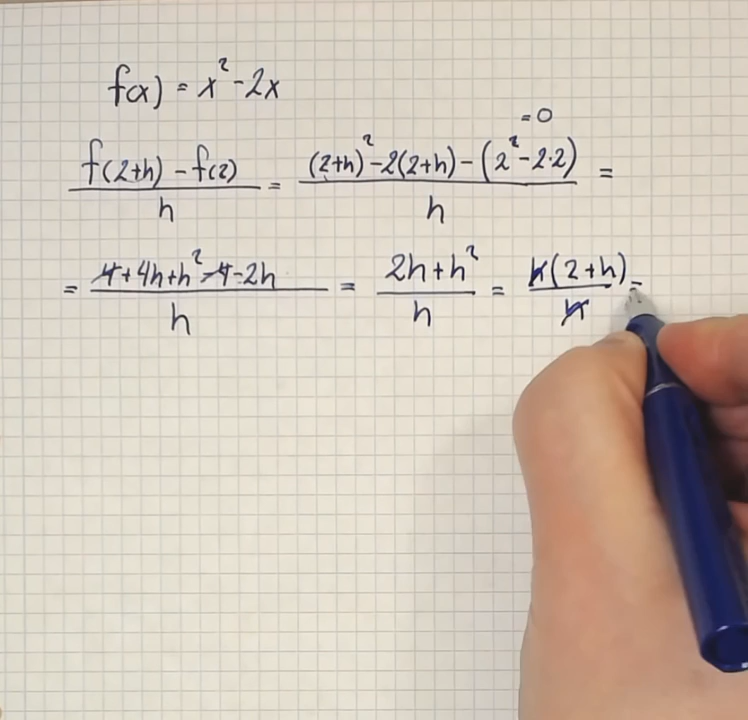 f(x) = x² - 2x
= 0
f(2+h) - f(2) / h = (2+h)² - 2(2+h) - (2² - 2·2) / h =
= 4 + 4h + h² - 4 - 2h / h = 2h + h² / h = h(2+h) / h =